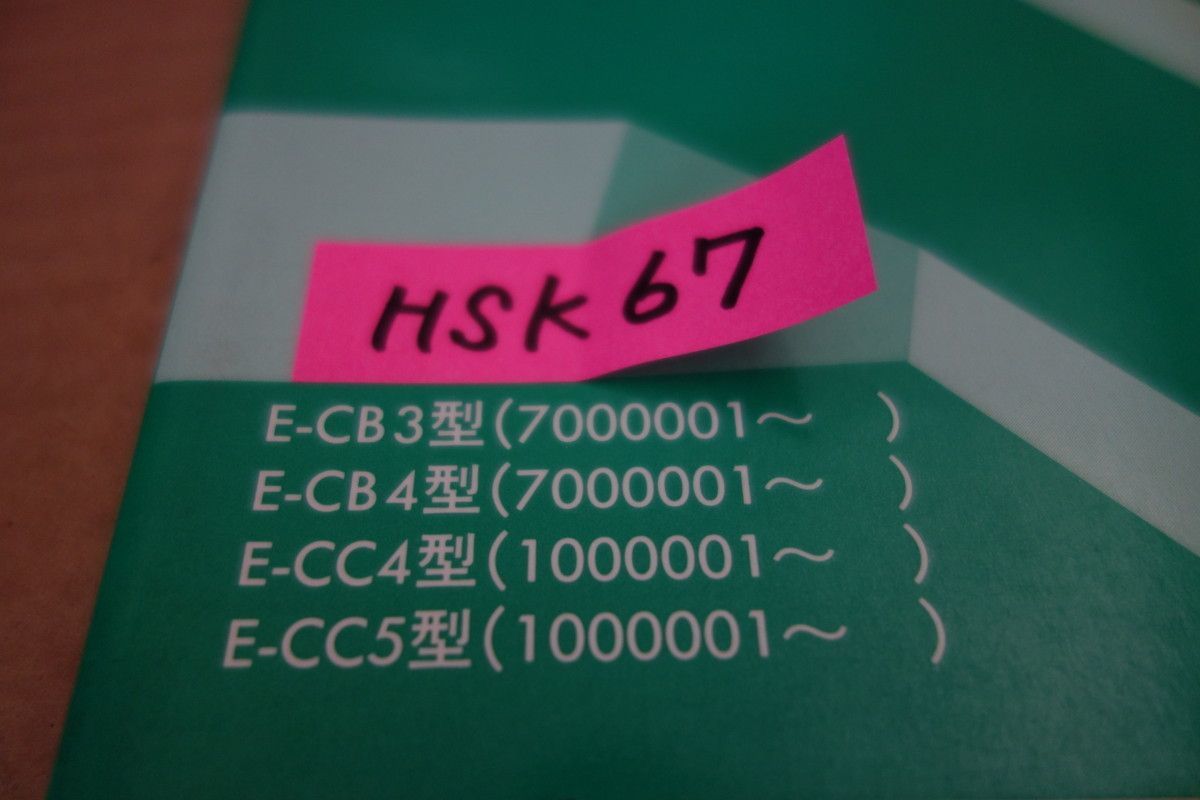 HSK67
E-CB3型(7000001～　　)
E-CB4型(7000001～　　)
E-CC4型(1000001～　　)
E-CC5型(1000001～　　)